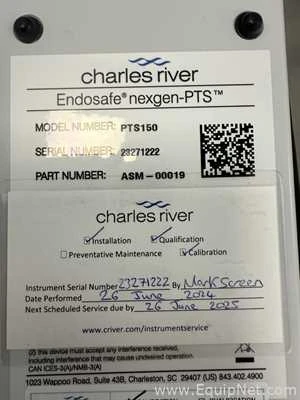 charles river
Endosafe® nexgen-PTS™
MODEL NUMBER: PTS150
SERIAL NUMBER: 23271222
PART NUMBER: ASM-00019
charles river
☑Installation ☑Qualification
☐Preventative Maintenance ☑Calibration
Instrument Serial Number 23271222 By Mark Screen
Date Performed 26 June 2024
Next Scheduled Service due by 26 June 2025
www.criver.com/instrumentservice
(2) this device must accept any interference received,
including interference that may cause undesired operation.
CAN ICES-3(A)/NMB-3(A)
1023 Wappoo Road, Suite 43B, Charleston, SC 29407 (US) 843.402.4900
www.EquipNet.com